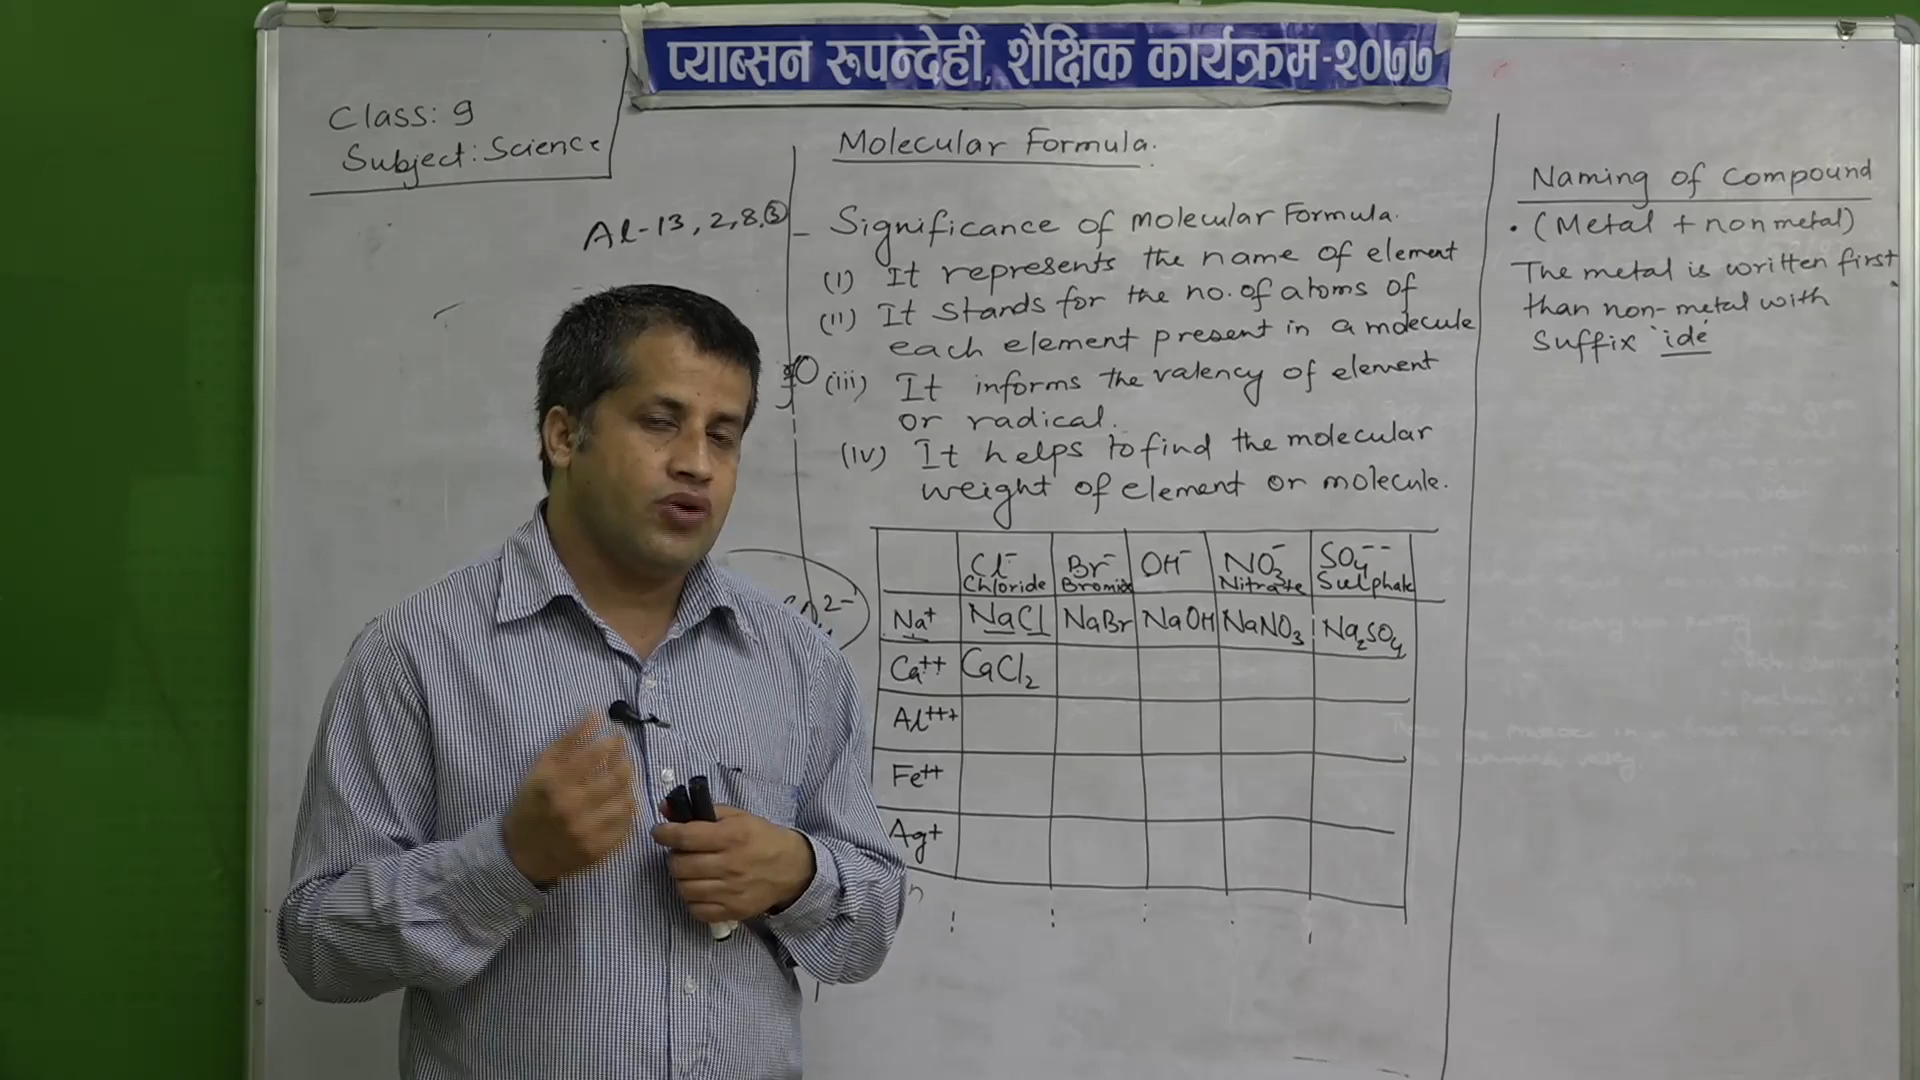 प्याब्सन रुपन्देही, शैक्षिक कार्यक्रम-२०७७
Class: 9
Subject: Science
Al-13, 2,8,3
Molecular Formula.
- Significance of molecular Formula.
(i) It represents the name of element
(ii) It stands for the no. of atoms of
each element present in a molecule
(iii) It informs the valency of element
or radical.
(iv) It helps to find the molecular
weight of element or molecule.
Cl⁻ Br⁻ OH⁻ NO₃⁻ SO₄⁻⁻
Chloride Bromide Nitrate Sulphate
Na⁺ NaCl NaBr NaOH NaNO₃ Na₂SO₄
Ca⁺⁺ CaCl₂
Al⁺⁺⁺
Fe⁺⁺
Ag⁺
Naming of Compound
• (Metal + nonmetal)
The metal is written first
than non-metal with
Suffix 'ide'